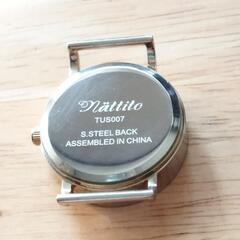 nattito
TUS007
S.STEEL BACK
ASSEMBLED IN CHINA